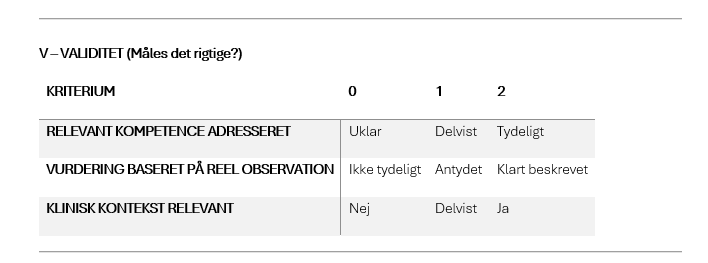 V – VALIDITET (Måles det rigtige?)
KRITERIUM 0 1 2
RELEVANT KOMPETENCE ADRESSERET Uklar Delvist Tydeligt
VURDERING BASERET PÅ REEL OBSERVATION Ikke tydeligt Antydet Klart beskrevet
KLINISK KONTEKST RELEVANT Nej Delvist Ja